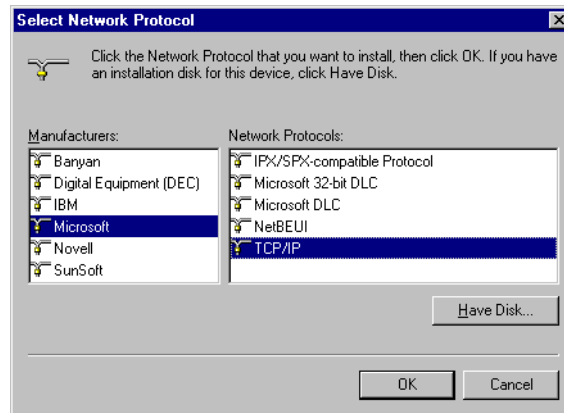 Select Network Protocol
Click the Network Protocol that you want to install, then click OK. If you have
an installation disk for this device, click Have Disk.
Manufacturers:
Banyan
Digital Equipment (DEC)
IBM
Microsoft
Novell
SunSoft
Network Protocols:
IPX/SPX-compatible Protocol
Microsoft 32-bit DLC
Microsoft DLC
NetBEUI
TCP/IP
Have Disk...
OK
Cancel